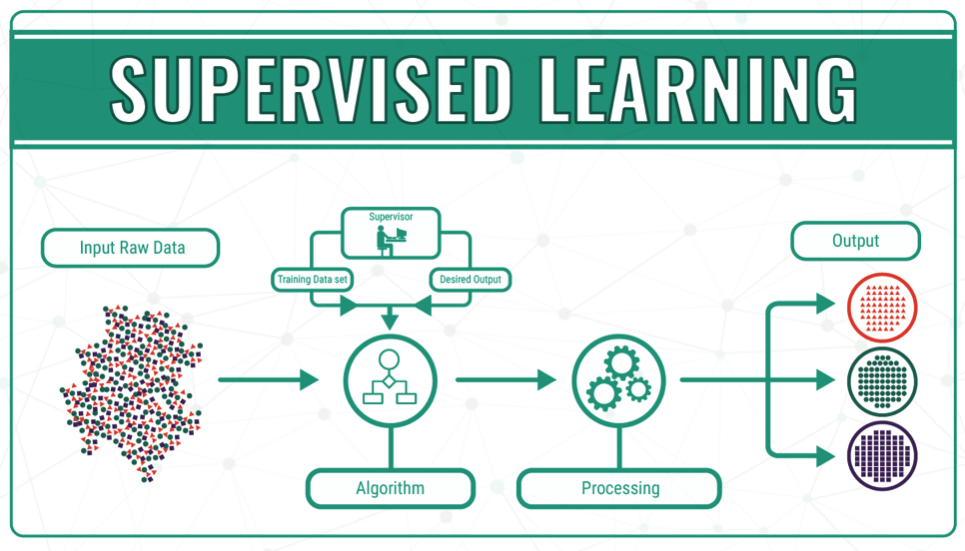 SUPERVISED LEARNING
Input Raw Data
Supervisor
Training Data set
Desired Output
Output
Algorithm
Processing